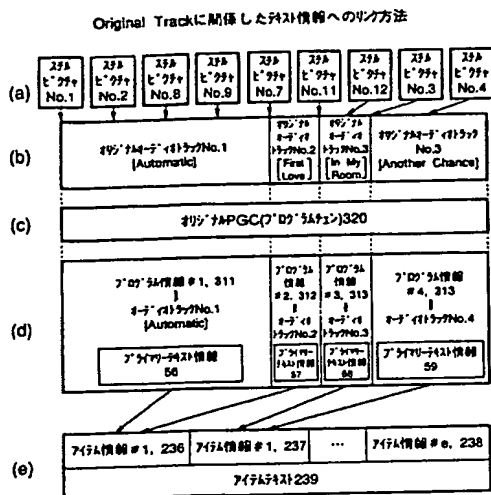 Original Trackに関係したテキスト情報へのリンク方法
(a)
スチル
ピクチャ
No.1
スチル
ピクチャ
No.2
スチル
ピクチャ
No.8
スチル
ピクチャ
No.9
スチル
ピクチャ
No.7
スチル
ピクチャ
No.11
スチル
ピクチャ
No.12
スチル
ピクチャ
No.3
スチル
ピクチャ
No.4
(b)
オリジナルオーディオトラックNo.1
[Automatic]
オリジナル
オーディオ
トラックNo.2
[First
Love]
オリジナル
オーディオ
トラックNo.3
[In My
Room]
オリジナルオーディオトラック
No.3
[Another Chance]
(c)
オリジナルPGC(プログラムチェン)320
(d)
プログラム情報#1, 311
||
オーディオトラックNo.1
[Automatic]
プライマリーテキスト情報
56
プログラム
情報
#2, 312
||
オーディオ
トラックNo.2
プライマリー
テキスト情報
57
プログラム
情報
#3, 313
||
オーディオ
トラックNo.3
プライマリー
テキスト情報
58
プログラム情報
#4, 313
||
オーディオトラックNo.4
プライマリーテキスト情報
59
(e)
アイテム情報#1, 236
アイテム情報#1, 237
…
アイテム情報#e, 238
アイテムテキスト239